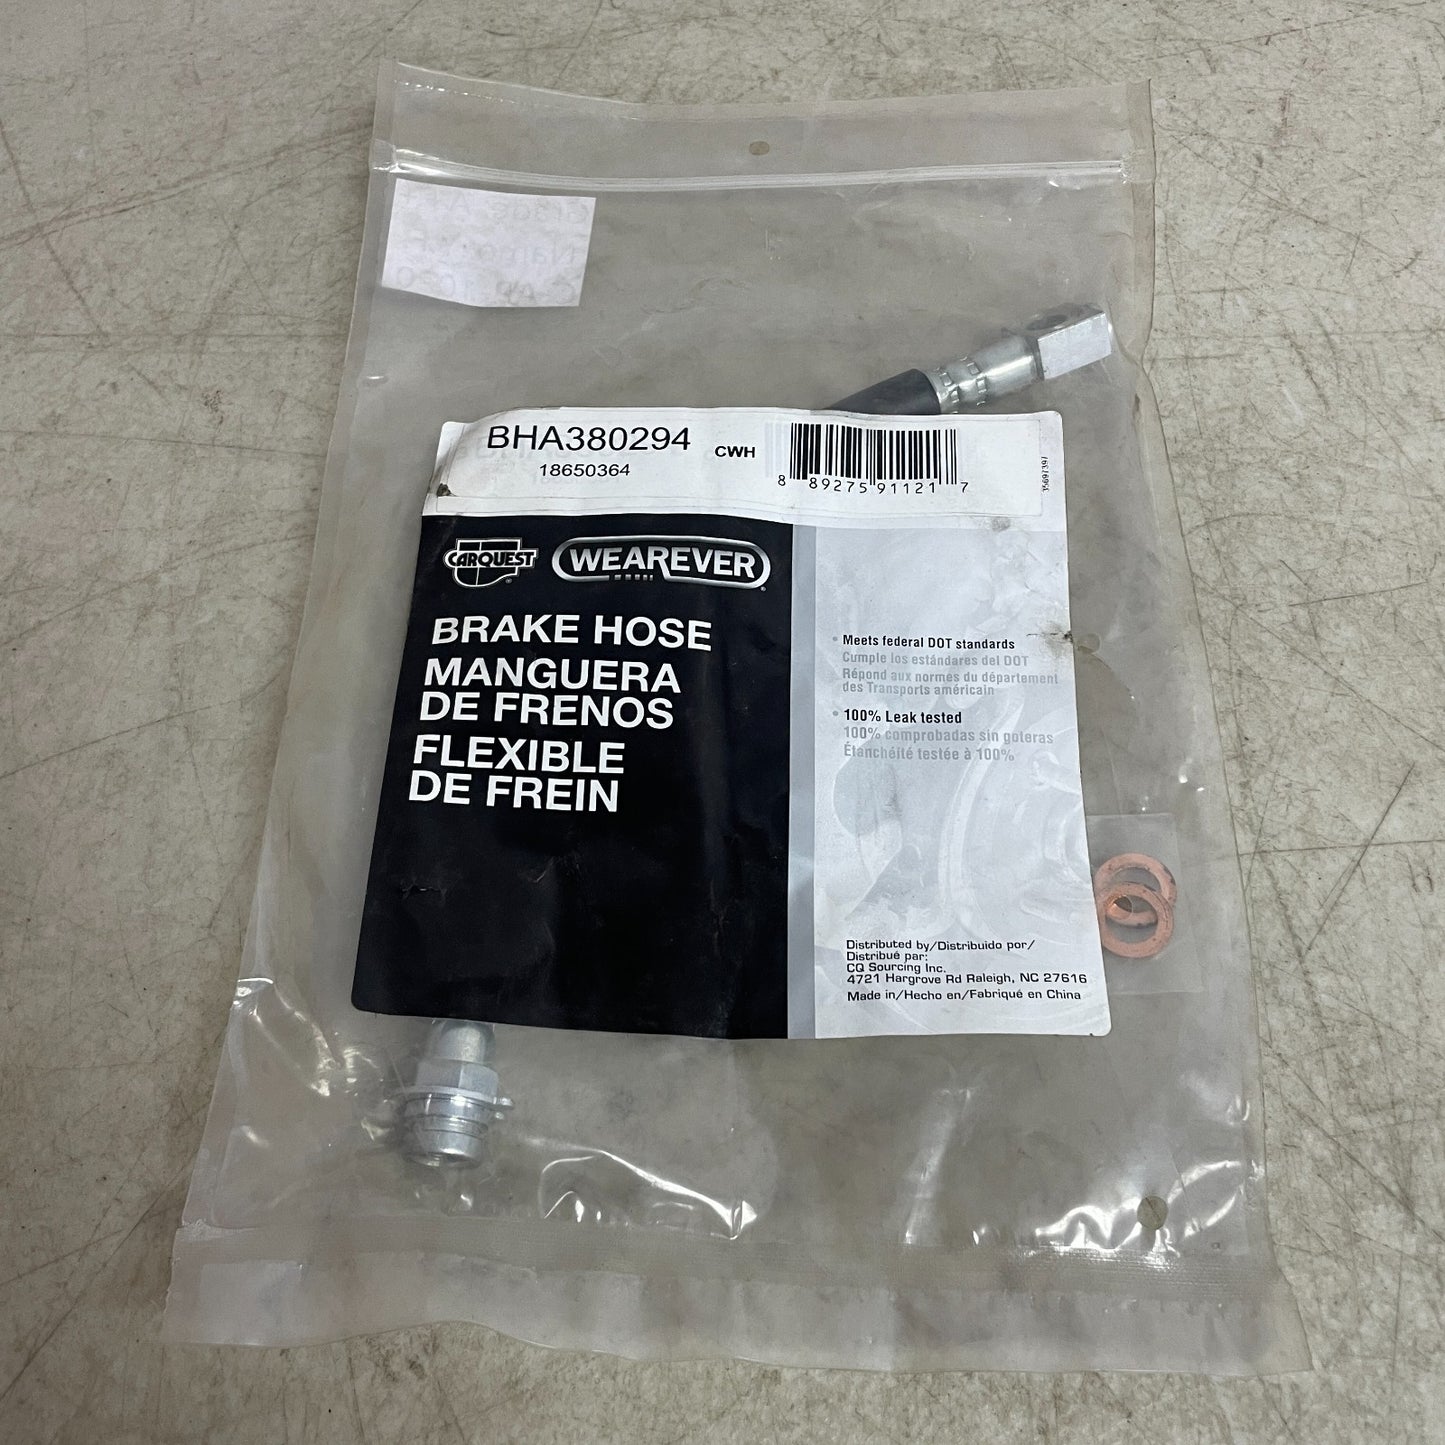 BHA380294
18650364
CWH
8 89275 91121 7
35697397
CARQUEST
WEAREVER
BRAKE HOSE
MANGUERA
DE FRENOS
FLEXIBLE
DE FREIN
• Meets federal DOT standards
Cumple los estándares del DOT
Répond aux normes du département
des Transports américain
• 100% Leak tested
100% comprobadas sin goteras
Étanchéité testée à 100%
Distributed by/Distribuido por/
Distribué par:
CQ Sourcing Inc.
4721 Hargrove Rd Raleigh, NC 27616
Made in/Hecho en/Fabriqué en China